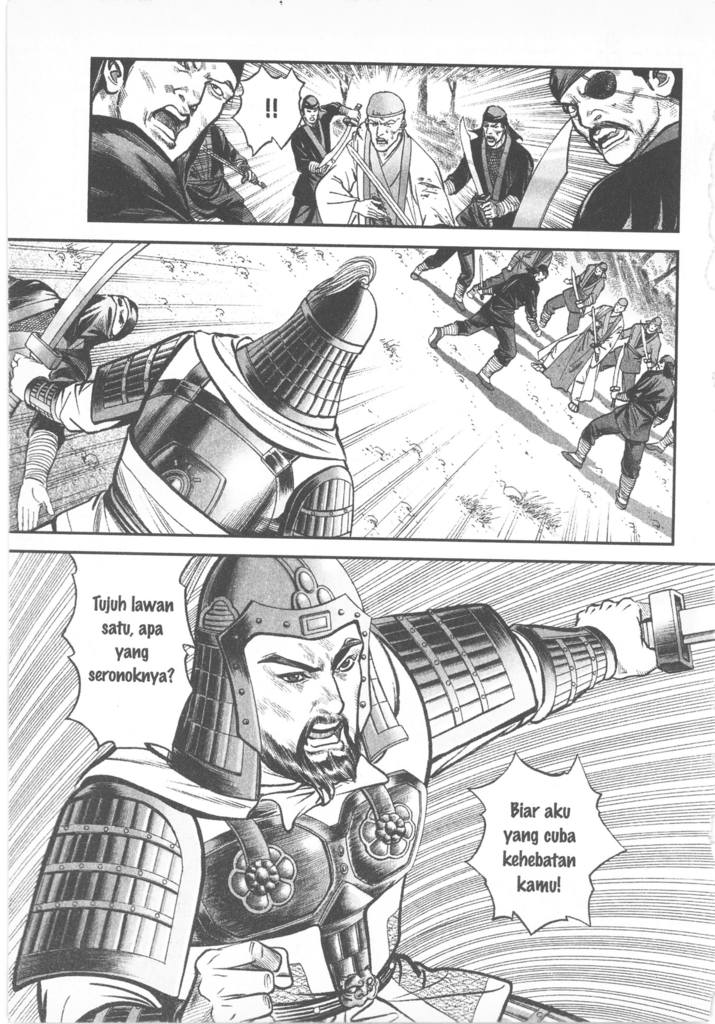 !!
Tujuh lawan
satu, apa
yang
seronoknya?
Biar aku
yang cuba
kehebatan
kamu!